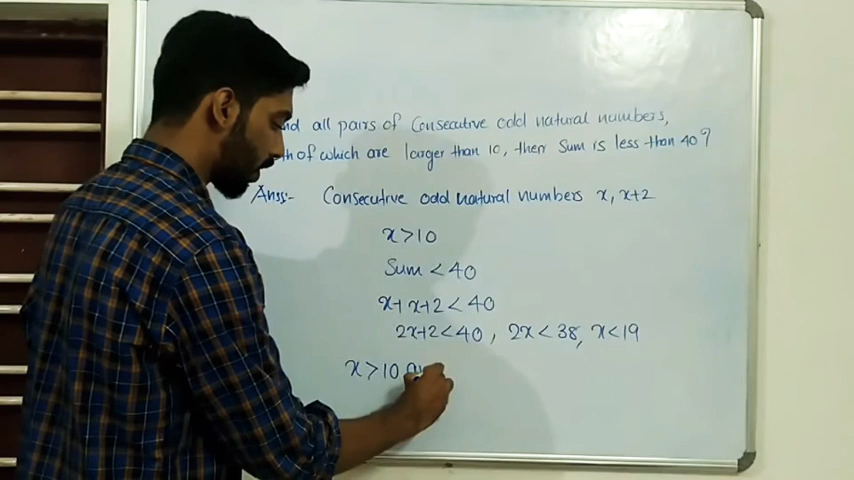 all pairs of Consecutive odd natural numbers,
of which are larger than 10, their Sum is less than 40?
Anss:- Consecutive odd natural numbers x, x+2
x>10
Sum < 40
x+x+2 < 40
2x+2<40, 2x<38, x<19
x>10